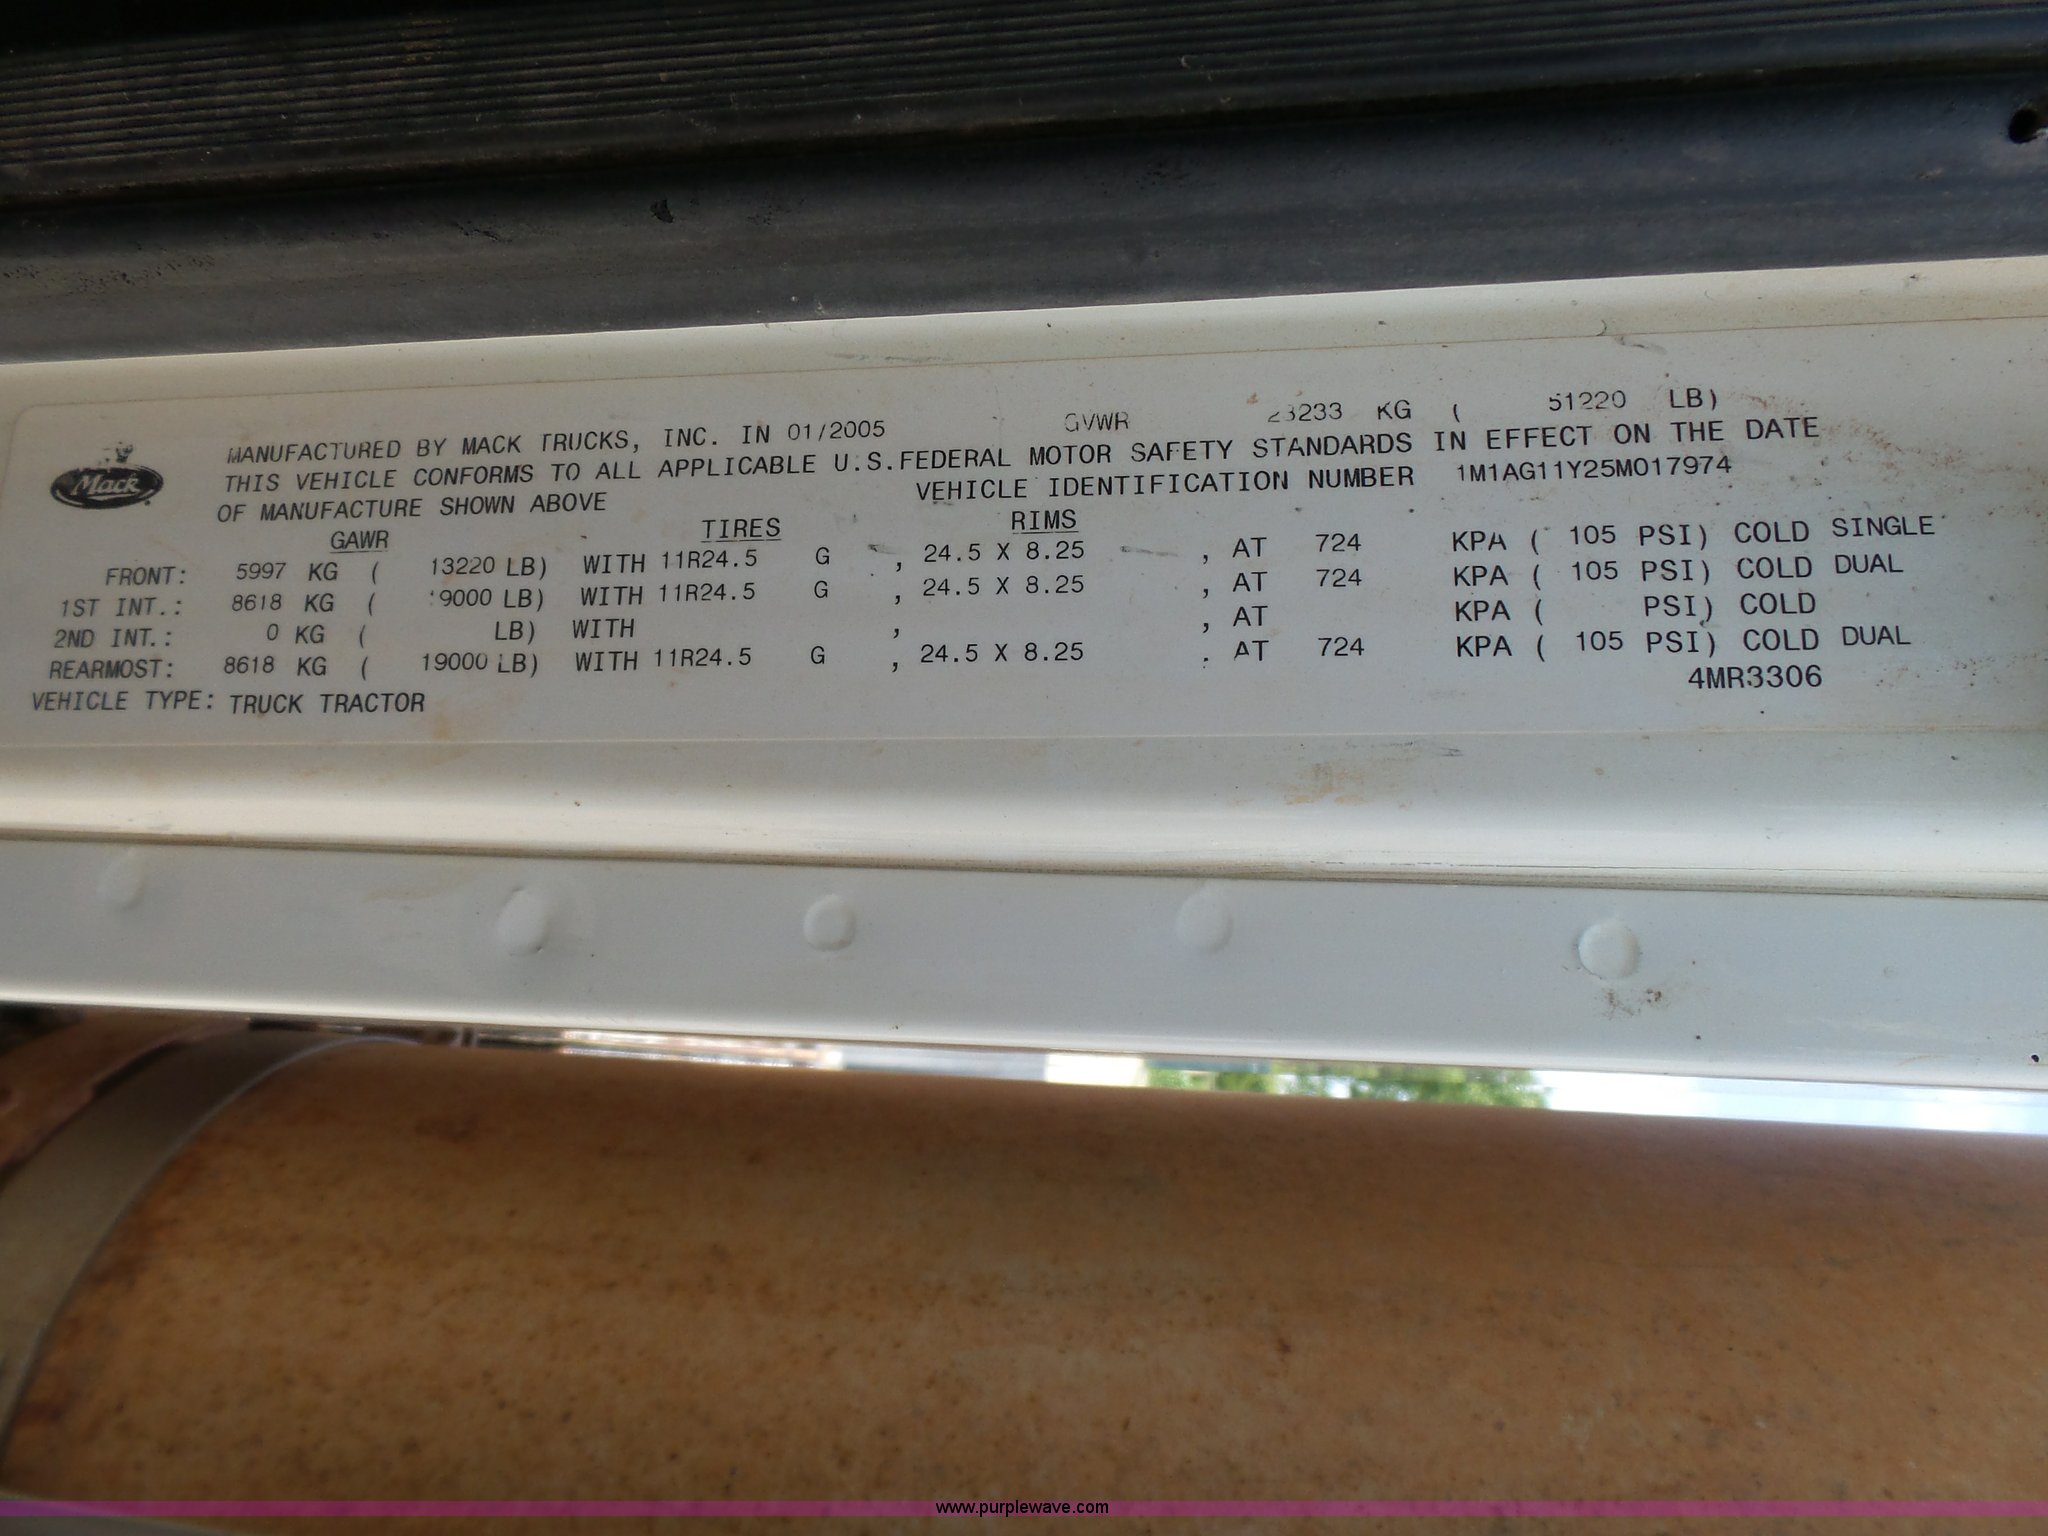 GVWR 23233 KG ( 51220 LB)
MANUFACTURED BY MACK TRUCKS, INC. IN 01/2005
THIS VEHICLE CONFORMS TO ALL APPLICABLE U.S.FEDERAL MOTOR SAFETY STANDARDS IN EFFECT ON THE DATE
OF MANUFACTURE SHOWN ABOVE VEHICLE IDENTIFICATION NUMBER 1M1AG11Y25M017974
Mack
GAWR TIRES RIMS
FRONT: 5997 KG ( 13220 LB) WITH 11R24.5 G , 24.5 X 8.25 , AT 724 KPA ( 105 PSI) COLD SINGLE
1ST INT.: 8618 KG ( 19000 LB) WITH 11R24.5 G , 24.5 X 8.25 , AT 724 KPA ( 105 PSI) COLD DUAL
2ND INT.: 0 KG ( LB) WITH , , AT KPA ( PSI) COLD
REARMOST: 8618 KG ( 19000 LB) WITH 11R24.5 G , 24.5 X 8.25 , AT 724 KPA ( 105 PSI) COLD DUAL
VEHICLE TYPE: TRUCK TRACTOR 4MR3306
www.purplewave.com